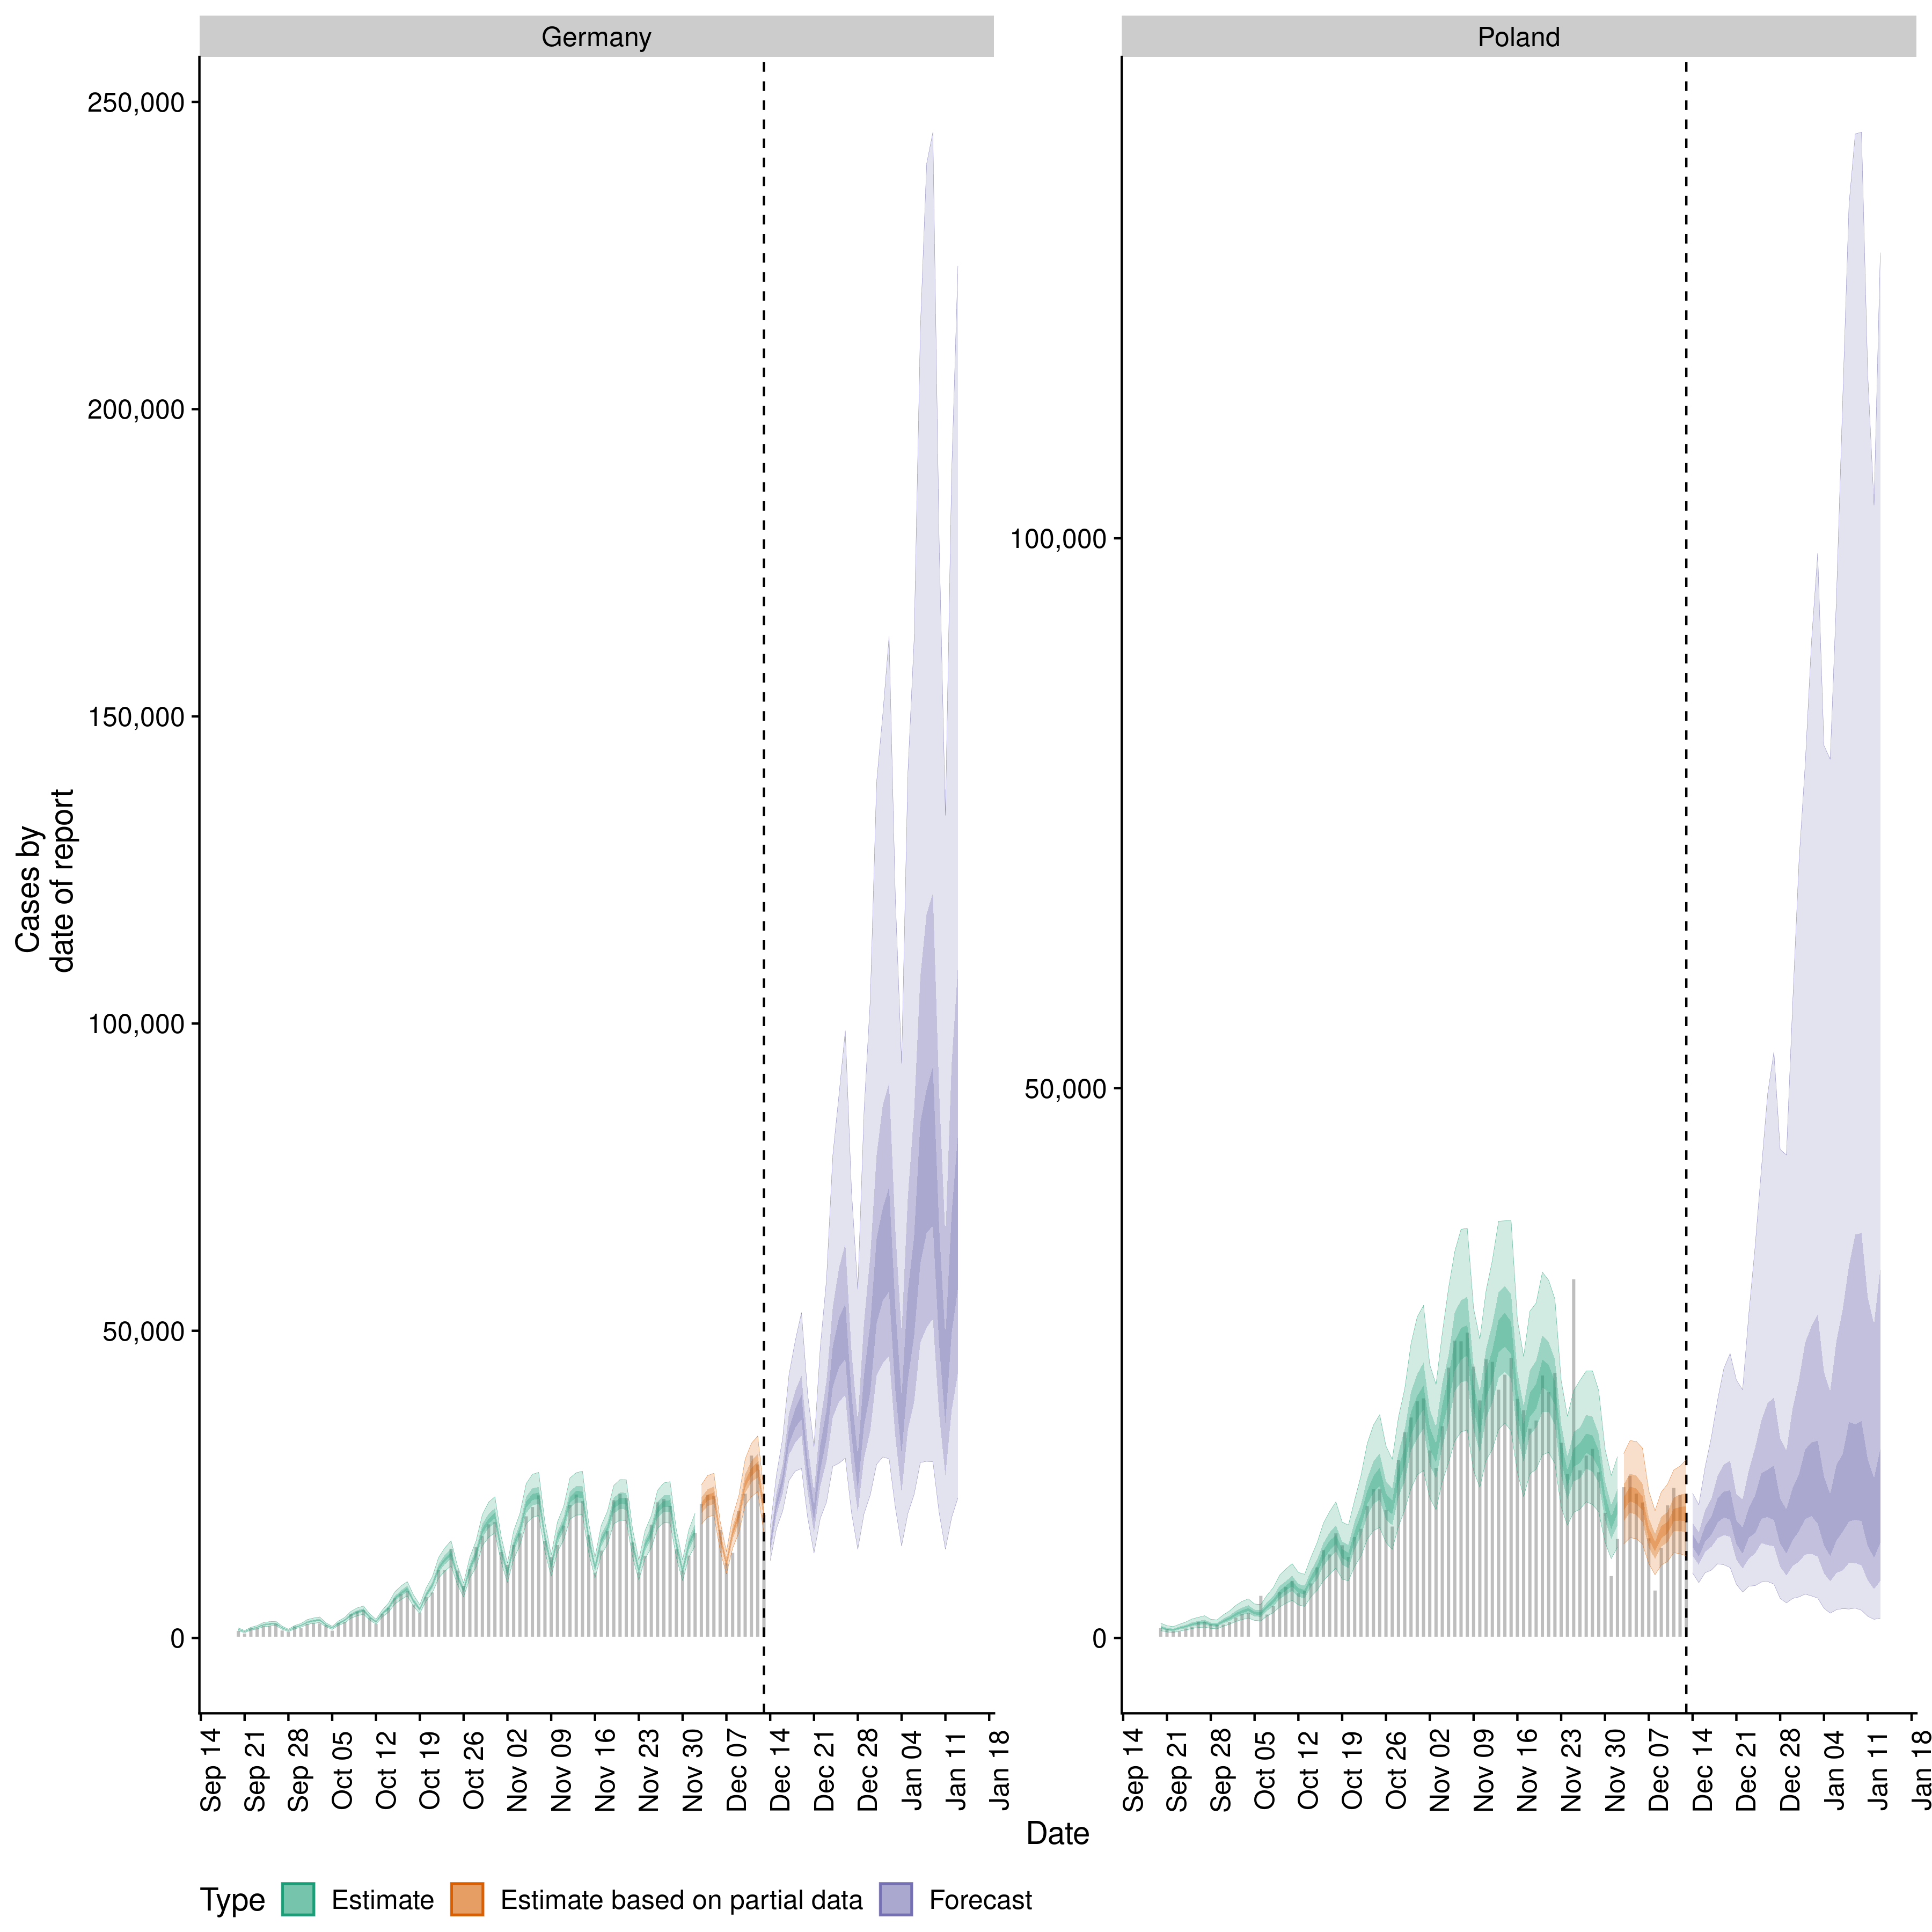 Germany
Poland
250,000
200,000
150,000
100,000
50,000
0
100,000
50,000
0
Cases by
date of report
Sep 14
Sep 21
Sep 28
Oct 05
Oct 12
Oct 19
Oct 26
Nov 02
Nov 09
Nov 16
Nov 23
Nov 30
Dec 07
Dec 14
Dec 21
Dec 28
Jan 04
Jan 11
Jan 18
Sep 14
Sep 21
Sep 28
Oct 05
Oct 12
Oct 19
Oct 26
Nov 02
Nov 09
Nov 16
Nov 23
Nov 30
Dec 07
Dec 14
Dec 21
Dec 28
Jan 04
Jan 11
Jan 18
Date
Type Estimate Estimate based on partial data Forecast